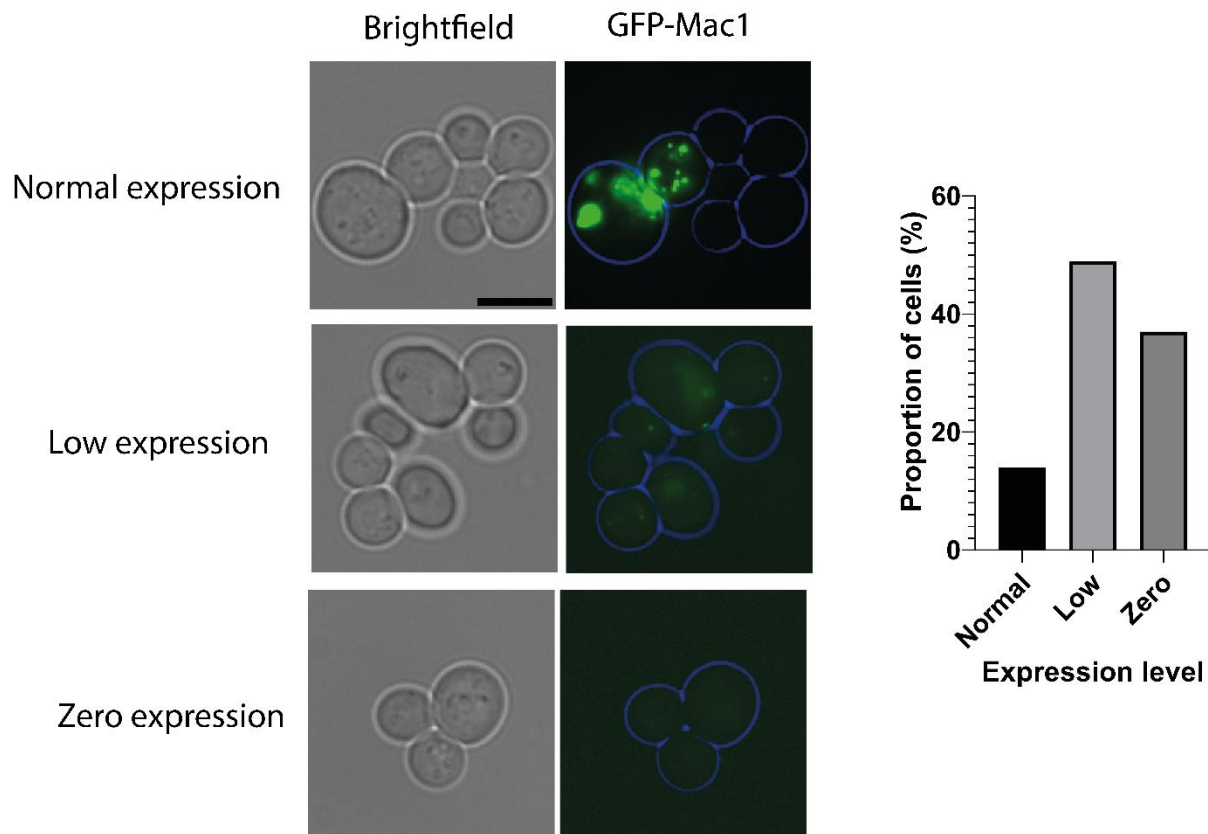 Brightfield
GFP-Mac1
Normal expression
Low expression
Zero expression
Proportion of cells (%)
60
40
20
0
Normal
Low
Zero
Expression level